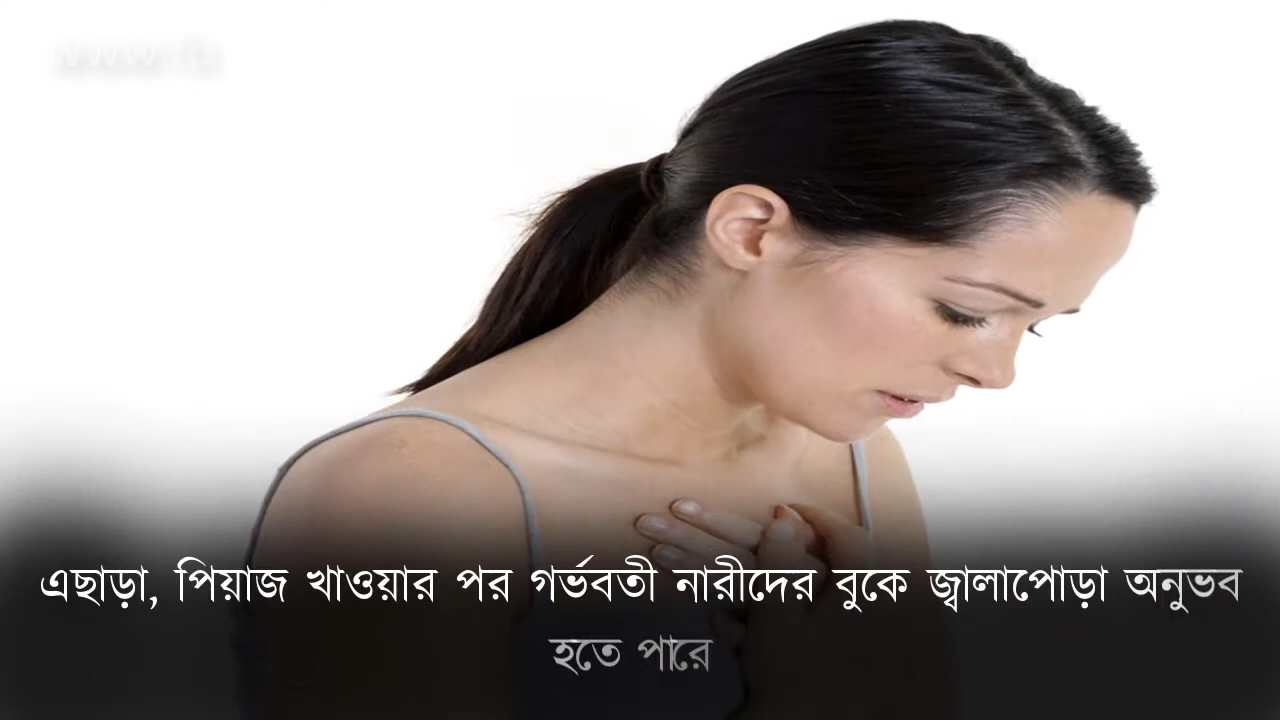 এছাড়া, পিয়াজ খাওয়ার পর গর্ভবতী নারীদের বুকে জ্বালাপোড়া অনুভব
হতে পারে